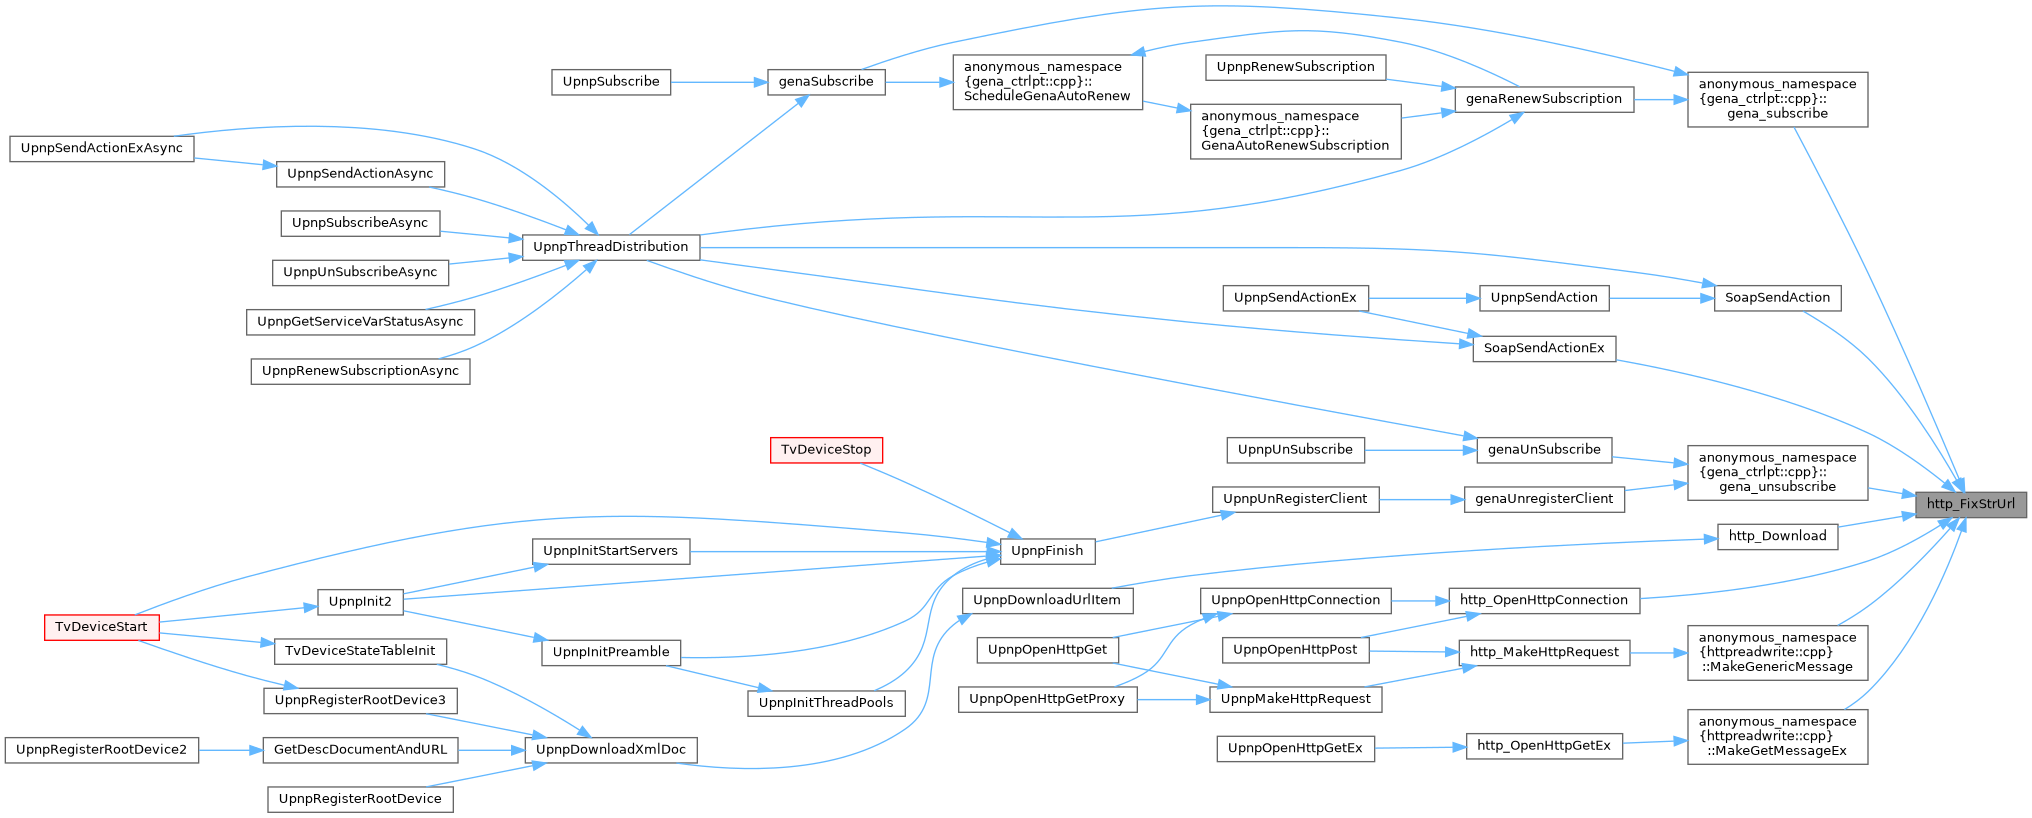 UpnpSubscribe
genaSubscribe
anonymous_namespace
{gena_ctrlpt::cpp}::
ScheduleGenaAutoRenew
UpnpRenewSubscription
genaRenewSubscription
anonymous_namespace
{gena_ctrlpt::cpp}::
gena_subscribe
anonymous_namespace
{gena_ctrlpt::cpp}::
GenaAutoRenewSubscription
UpnpSendActionExAsync
UpnpSendActionAsync
UpnpSubscribeAsync
UpnpThreadDistribution
UpnpUnSubscribeAsync
UpnpGetServiceVarStatusAsync
UpnpRenewSubscriptionAsync
UpnpSendActionEx
UpnpSendAction
SoapSendAction
SoapSendActionEx
TvDeviceStop
UpnpUnSubscribe
genaUnSubscribe
anonymous_namespace
{gena_ctrlpt::cpp}::
gena_unsubscribe
UpnpUnRegisterClient
genaUnregisterClient
http_FixStrUrl
http_Download
UpnpInitStartServers
UpnpFinish
UpnpInit2
UpnpDownloadUrlItem
UpnpOpenHttpConnection
http_OpenHttpConnection
TvDeviceStart
TvDeviceStateTableInit
UpnpInitPreamble
UpnpOpenHttpGet
UpnpOpenHttpPost
http_MakeHttpRequest
anonymous_namespace
{httpreadwrite::cpp}
::MakeGenericMessage
UpnpRegisterRootDevice3
UpnpInitThreadPools
UpnpOpenHttpGetProxy
UpnpMakeHttpRequest
UpnpRegisterRootDevice2
GetDescDocumentAndURL
UpnpDownloadXmlDoc
UpnpOpenHttpGetEx
http_OpenHttpGetEx
anonymous_namespace
{httpreadwrite::cpp}
::MakeGetMessageEx
UpnpRegisterRootDevice